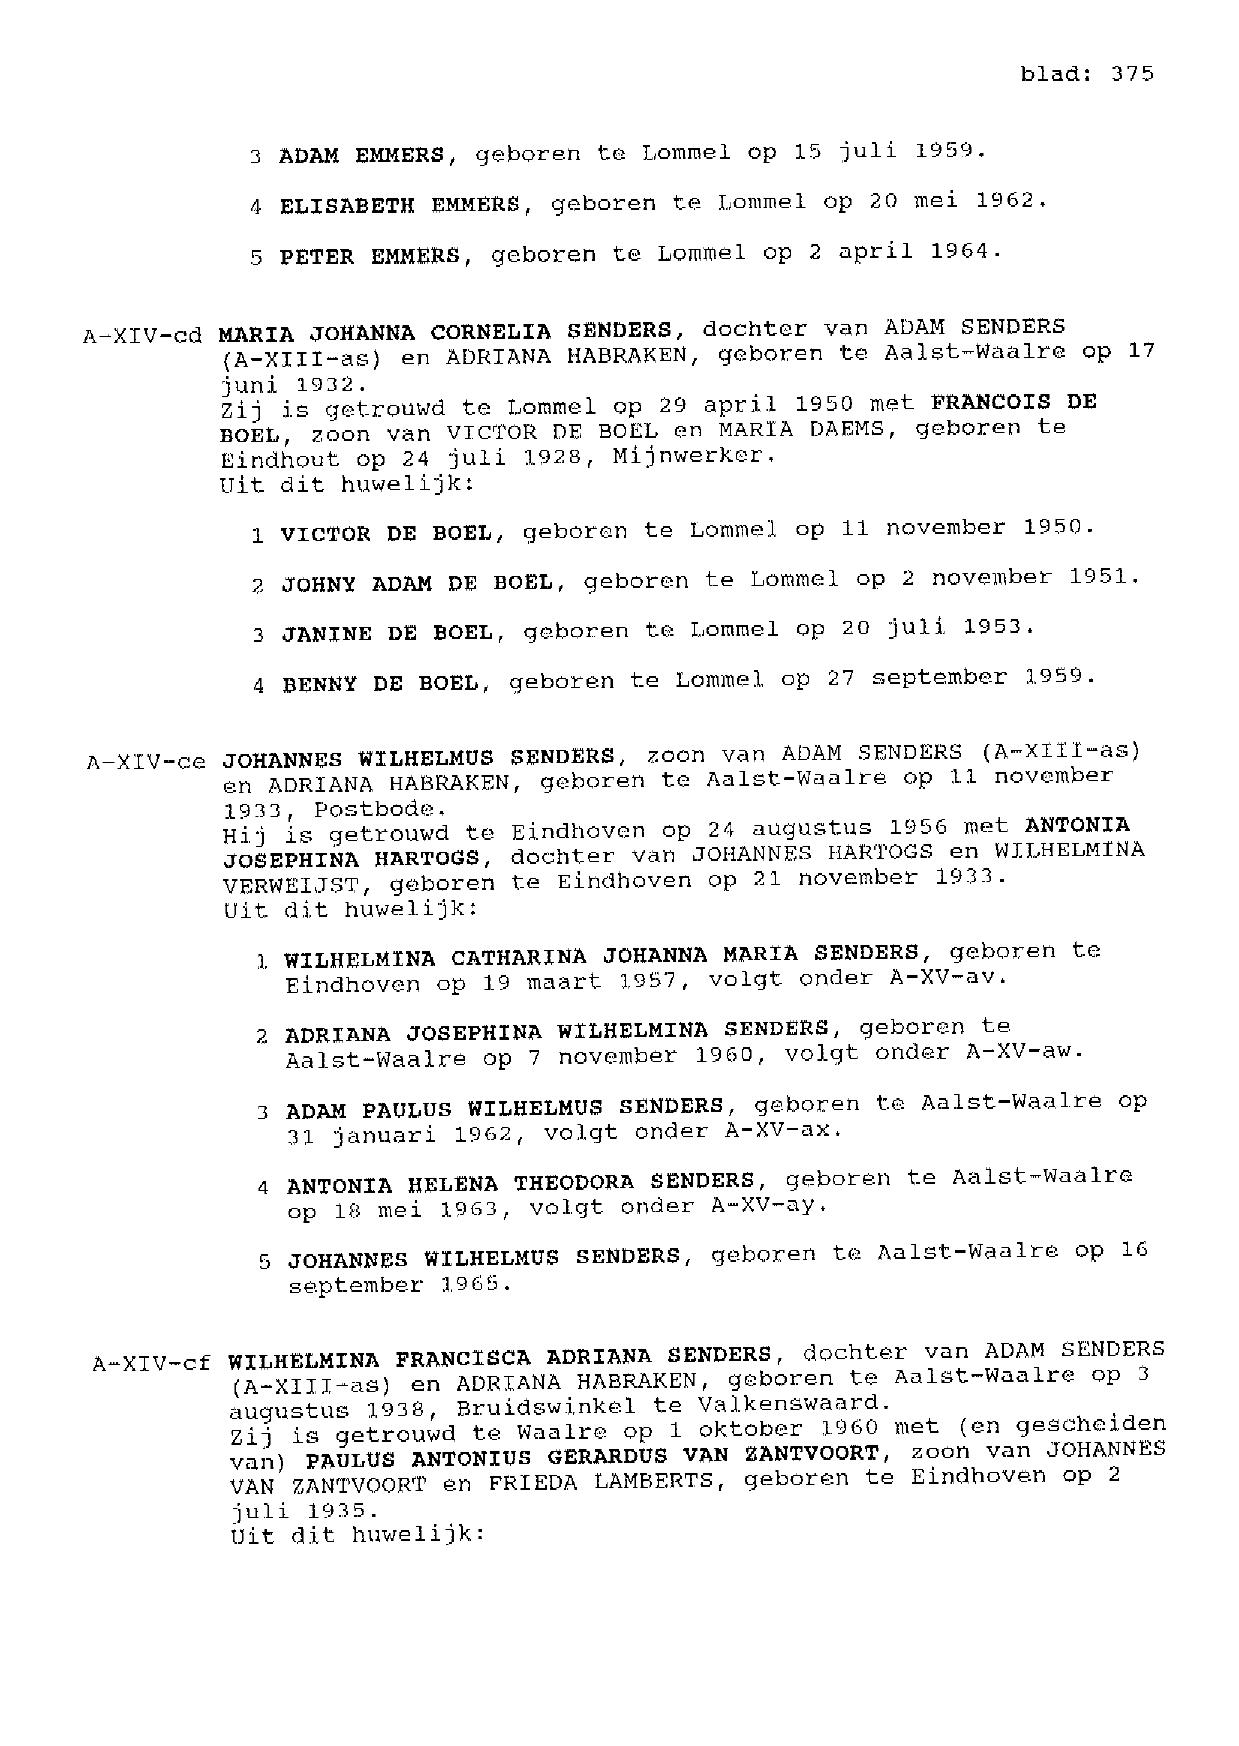 blad: 375
3 ADAM EMMERS, geboren te Lommel op 15 juli 1959.
4 ELISABETH EMMERS, geboren te Lommel op 20 mei 1962.
5 PETER EMMERS, geboren te Lommel op 2 april 1964.
A-XIV-cd MARIA JOHANNA CORNELIA SENDERS, dochter van ADAM SENDERS
(A-XIII-as) en ADRIANA HABRAKEN, geboren te Aalst-Waalre op 17
juni 1932.
Zij is getrouwd te Lommel op 29 april 1950 met FRANCOIS DE
BOEL, zoon van VICTOR DE BOEL en MARIA DAEMS, geboren te
Eindhout op 24 juli 1928, Mijnwerker.
Uit dit huwelijk:
1 VICTOR DE BOEL, geboren te Lommel op 11 november 1950.
2 JOHNY ADAM DE BOEL, geboren te Lommel op 2 november 1951.
3 JANINE DE BOEL, geboren te Lommel op 20 juli 1953.
4 BENNY DE BOEL, geboren te Lommel op 27 september 1959.
A-XIV-ce JOHANNES WILHELMUS SENDERS, zoon van ADAM SENDERS (A-XIII-as)
en ADRIANA HABRAKEN, geboren te Aalst-Waalre op 11 november
1933, Postbode.
Hij is getrouwd te Eindhoven op 24 augustus 1956 met ANTONIA
JOSEPHINA HARTOGS, dochter van JOHANNES HARTOGS en WILHELMINA
VERWEIJST, geboren te Eindhoven op 21 november 1933.
Uit dit huwelijk:
1 WILHELMINA CATHARINA JOHANNA MARIA SENDERS, geboren te
Eindhoven op 19 maart 1957, volgt onder A-XV-av.
2 ADRIANA JOSEPHINA WILHELMINA SENDERS, geboren te
Aalst-Waalre op 7 november 1960, volgt onder A-XV-aw.
3 ADAM PAULUS WILHELMUS SENDERS, geboren te Aalst-Waalre op
31 januari 1962, volgt onder A-XV-ax.
4 ANTONIA HELENA THEODORA SENDERS, geboren te Aalst-Waalre
op 18 mei 1963, volgt onder A-XV-ay.
5 JOHANNES WILHELMUS SENDERS, geboren te Aalst-Waalre op 16
september 1965.
A-XIV-cf WILHELMINA FRANCISCA ADRIANA SENDERS, dochter van ADAM SENDERS
(A-XIII-as) en ADRIANA HABRAKEN, geboren te Aalst-Waalre op 3
augustus 1938, Bruidswinkel te Valkenswaard.
Zij is getrouwd te Waalre op 1 oktober 1960 met (en gescheiden
van) PAULUS ANTONIUS GERARDUS VAN ZANTVOORT, zoon van JOHANNES
VAN ZANTVOORT en FRIEDA LAMBERTS, geboren te Eindhoven op 2
juli 1935.
Uit dit huwelijk: